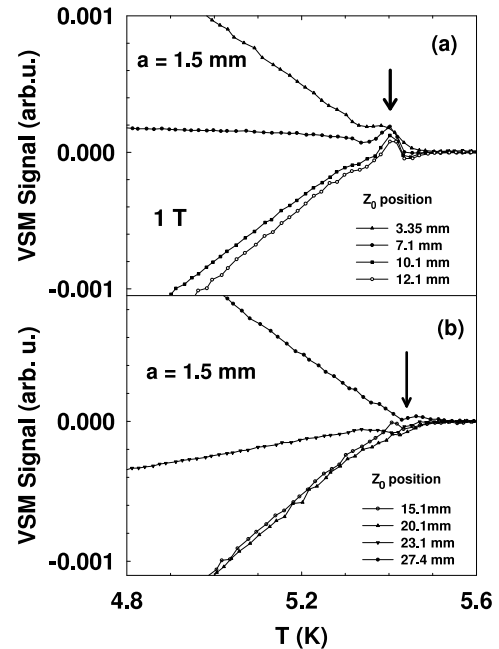 0.001
(a)
a = 1.5 mm
VSM Signal (arb.u.)
0.000
1 T
Z0 position
3.35 mm
7.1 mm
10.1 mm
12.1 mm
-0.001
(b)
a = 1.5 mm
VSM Signal (arb. u.)
0.000
Z0 position
15.1mm
20.1mm
23.1 mm
27.4 mm
-0.001
4.8
5.2
5.6
T (K)